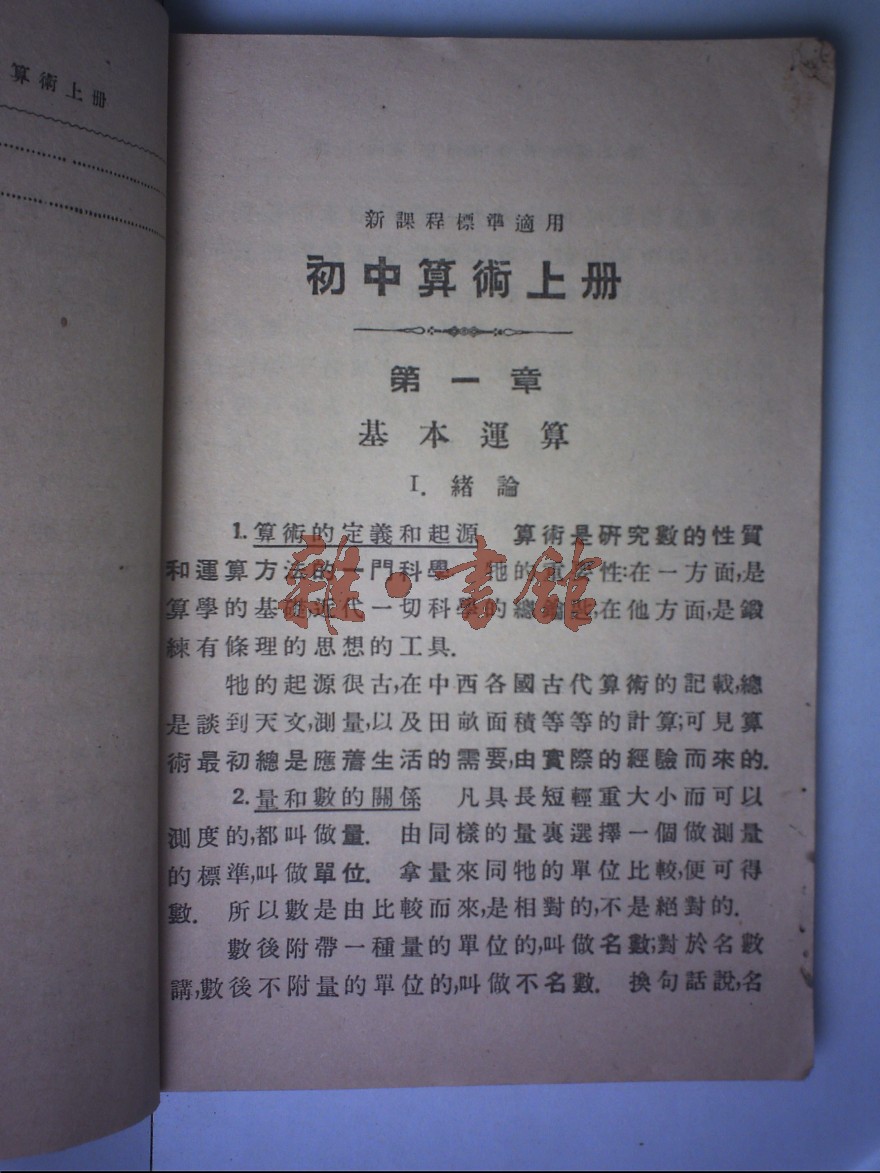 算術上册
新課程標準適用
初中算術上册
第一章
基本運算
I. 緒論
1. 算術的定義和起源 算術是研究數的性質
和運算方法的一門科學 牠的重要性:在一方面,是
算學的基礎,近代一切科學的總鑰匙,在他方面,是鍛
練有條理的思想的工具.
牠的起源很古,在中西各國古代算術的記載,總
是談到天文,測量,以及田畝面積等等的計算;可見算
術最初總是應着生活的需要,由實際的經驗而來的.
2. 量和數的關係 凡具長短輕重大小而可以
測度的,都叫做量. 由同樣的量裏選擇一個做測量
的標準,叫做單位. 拿量來同牠的單位比較,便可得
數. 所以數是由比較而來,是相對的,不是絕對的.
數後附帶一種量的單位的,叫做名數;對於名數
講,數後不附量的單位的,叫做不名數. 換句話說,名
雜·書館